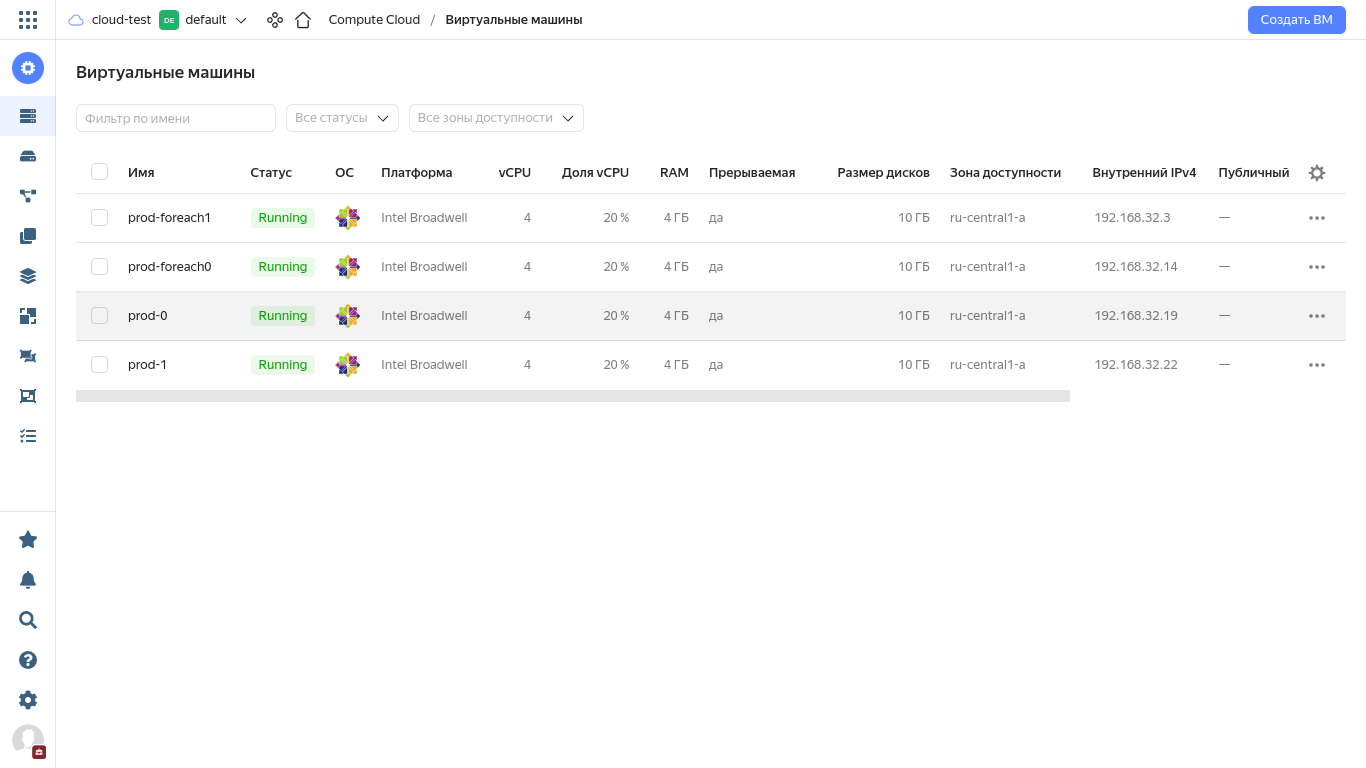 cloud-test DE default Compute Cloud / Виртуальные машины Создать ВМ
Виртуальные машины
Фильтр по имени Все статусы Все зоны доступности
Имя Статус ОС Платформа vCPU Доля vCPU RAM Прерываемая Размер дисков Зона доступности Внутренний IPv4 Публичный
prod-foreach1 Running Intel Broadwell 4 20 % 4 ГБ да 10 ГБ ru-central1-a 192.168.32.3 —
prod-foreach0 Running Intel Broadwell 4 20 % 4 ГБ да 10 ГБ ru-central1-a 192.168.32.14 —
prod-0 Running Intel Broadwell 4 20 % 4 ГБ да 10 ГБ ru-central1-a 192.168.32.19 —
prod-1 Running Intel Broadwell 4 20 % 4 ГБ да 10 ГБ ru-central1-a 192.168.32.22 —